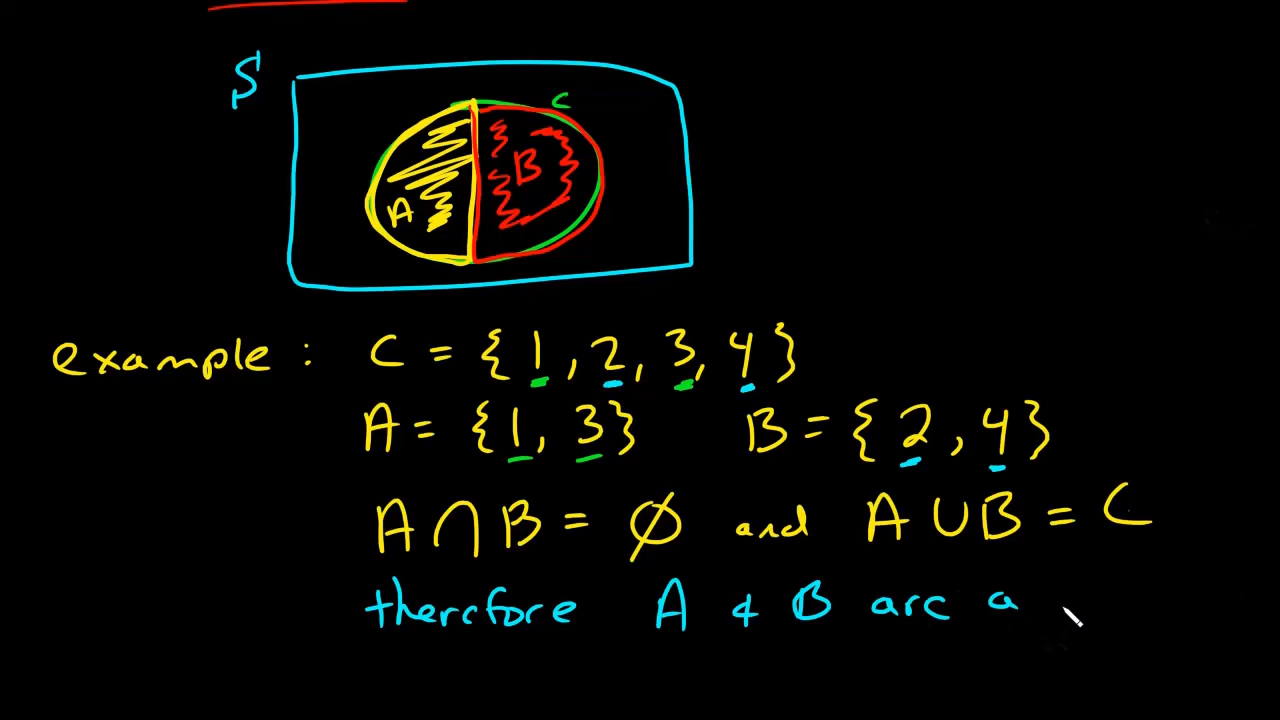 S
C
A
B
example : C = {1, 2, 3, 4}
A = {1, 3} B = {2, 4}
A ∩ B = Ø and A ∪ B = C
therefore A & B are a